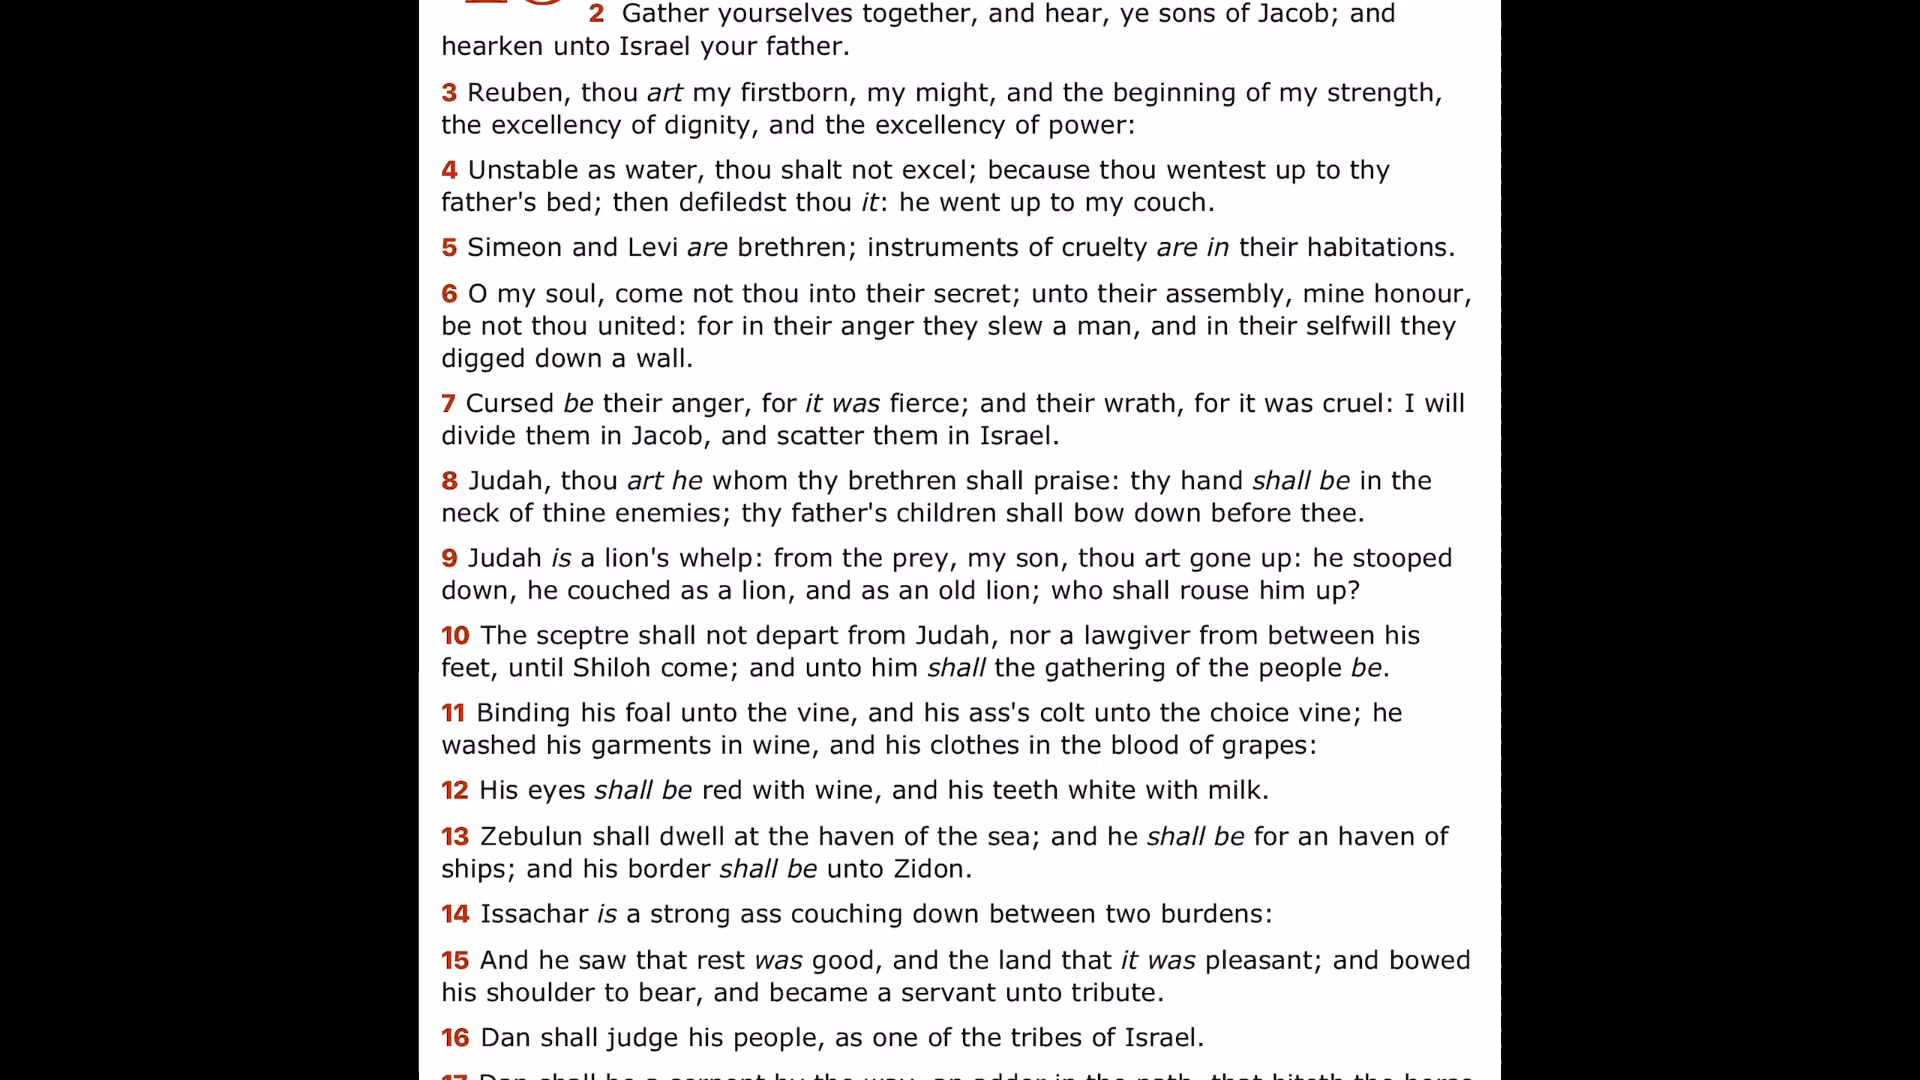 2 Gather yourselves together, and hear, ye sons of Jacob; and
hearken unto Israel your father.
3 Reuben, thou art my firstborn, my might, and the beginning of my strength,
the excellency of dignity, and the excellency of power:
4 Unstable as water, thou shalt not excel; because thou wentest up to thy
father's bed; then defiledst thou it: he went up to my couch.
5 Simeon and Levi are brethren; instruments of cruelty are in their habitations.
6 O my soul, come not thou into their secret; unto their assembly, mine honour,
be not thou united: for in their anger they slew a man, and in their selfwill they
digged down a wall.
7 Cursed be their anger, for it was fierce; and their wrath, for it was cruel: I will
divide them in Jacob, and scatter them in Israel.
8 Judah, thou art he whom thy brethren shall praise: thy hand shall be in the
neck of thine enemies; thy father's children shall bow down before thee.
9 Judah is a lion's whelp: from the prey, my son, thou art gone up: he stooped
down, he couched as a lion, and as an old lion; who shall rouse him up?
10 The sceptre shall not depart from Judah, nor a lawgiver from between his
feet, until Shiloh come; and unto him shall the gathering of the people be.
11 Binding his foal unto the vine, and his ass's colt unto the choice vine; he
washed his garments in wine, and his clothes in the blood of grapes:
12 His eyes shall be red with wine, and his teeth white with milk.
13 Zebulun shall dwell at the haven of the sea; and he shall be for an haven of
ships; and his border shall be unto Zidon.
14 Issachar is a strong ass couching down between two burdens:
15 And he saw that rest was good, and the land that it was pleasant; and bowed
his shoulder to bear, and became a servant unto tribute.
16 Dan shall judge his people, as one of the tribes of Israel.
17 Dan shall be a serpent by the way, an adder in the path, that biteth the horse